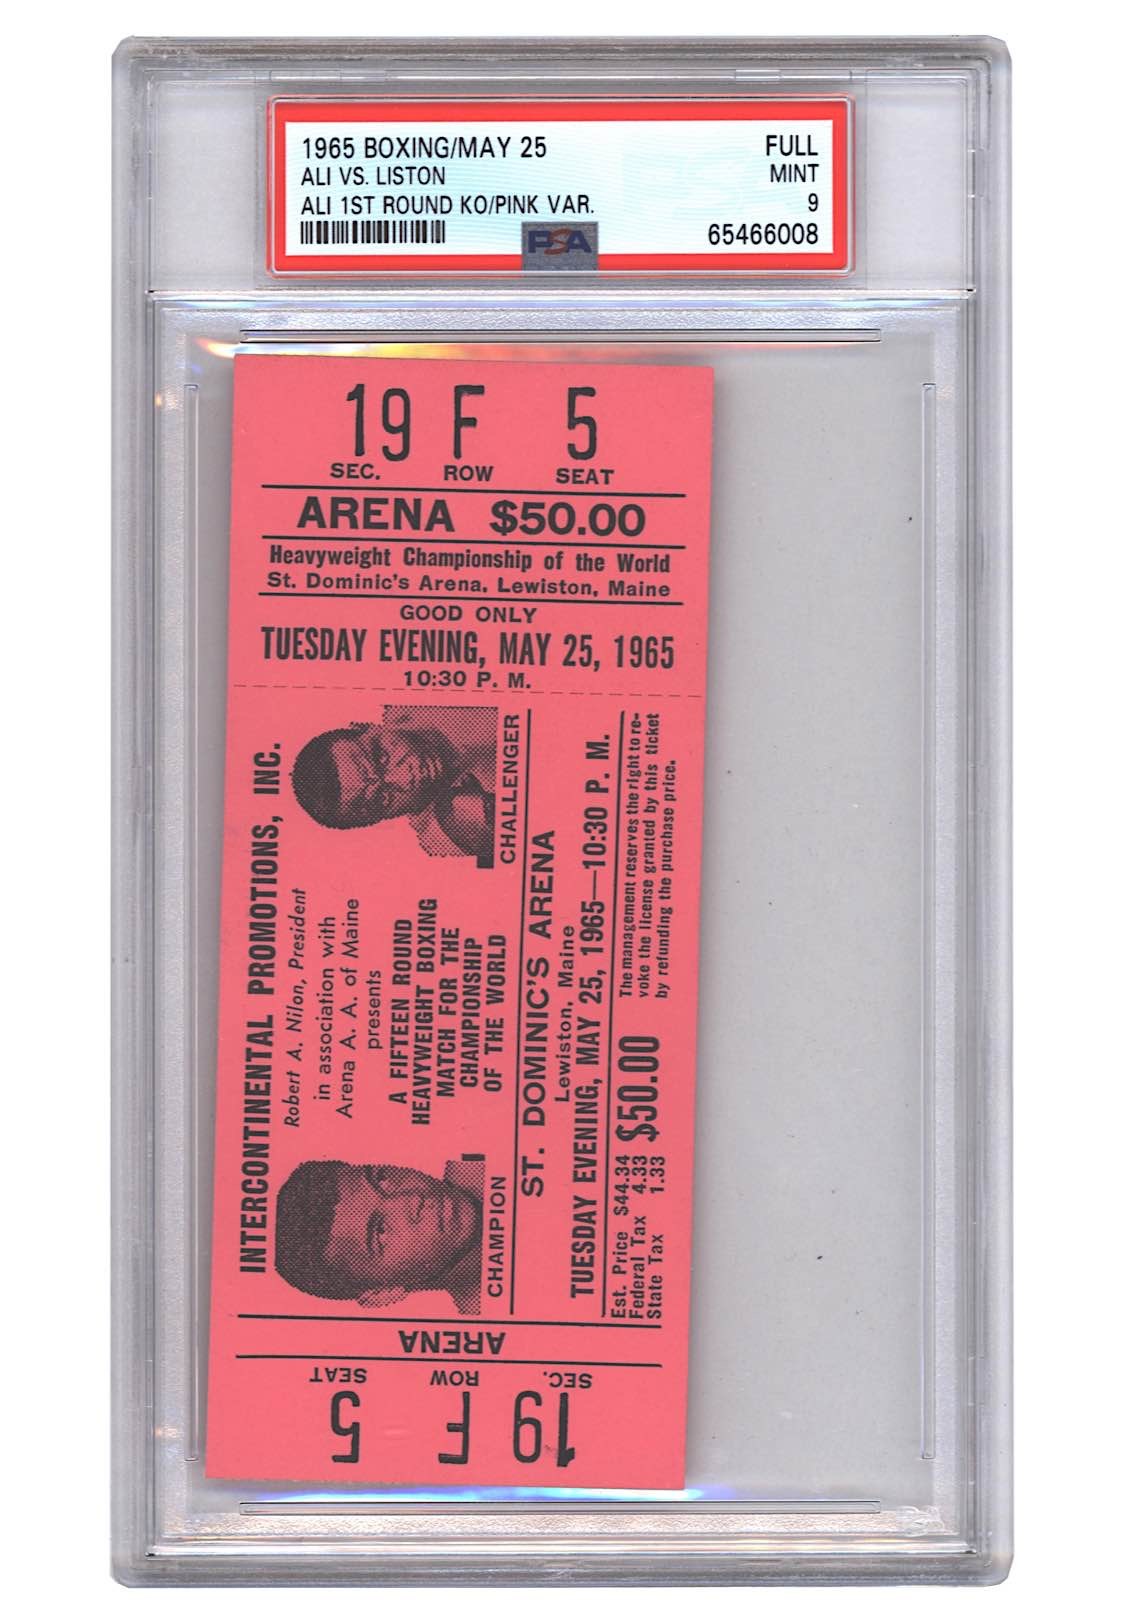 1965 BOXING/MAY 25
ALI VS. LISTON
ALI 1ST ROUND KO/PINK VAR.
FULL
MINT
9
65466008
PSA
19 F 5
SEC. ROW SEAT
ARENA $50.00
Heavyweight Championship of the World
St. Dominic's Arena, Lewiston, Maine
GOOD ONLY
TUESDAY EVENING, MAY 25, 1965
10:30 P. M.
INTERCONTINENTAL PROMOTIONS, INC.
Robert A. Nilon, President
in association with
Arena A. A. of Maine
presents
A FIFTEEN ROUND
HEAVYWEIGHT BOXING
MATCH FOR THE
CHAMPIONSHIP
OF THE WORLD
CHAMPION
CHALLENGER
ST. DOMINIC'S ARENA
Lewiston, Maine
TUESDAY EVENING, MAY 25, 1965—10:30 P. M.
Est. Price $44.34
Federal Tax 4.33
State Tax 1.33
$50.00
The management reserves the right to re-
voke the license granted by this ticket
by refunding the purchase price.
ARENA
SEC. ROW SEAT
19 F 5